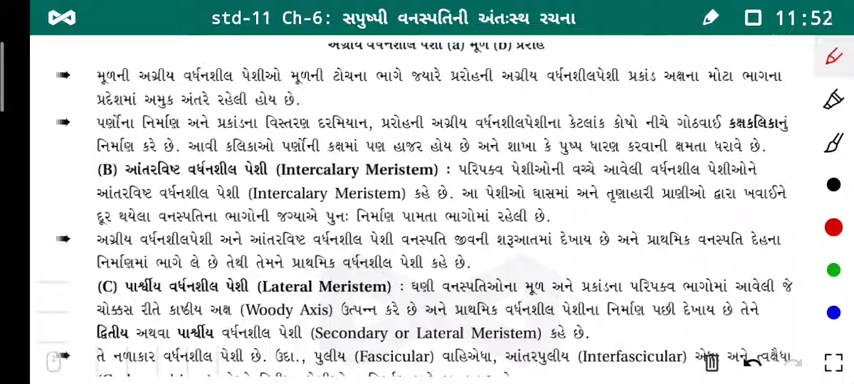 std-11 Ch-6: સપુષ્પી વનસ્પતિની અંતઃસ્થ રચના 11:52
અગ્રીય વર્ધનશીલ પેશી (a) મૂળ (b) પ્રરોહ
મૂળની અગ્રીય વર્ધનશીલ પેશીઓ મૂળની ટોચના ભાગે જ્યારે પ્રરોહની અગ્રીય વર્ધનશીલપેશી પ્રકાંડ અક્ષના મોટા ભાગના
પ્રદેશમાં અમુક અંતરે રહેલી હોય છે.
પર્ણોના નિર્માણ અને પ્રકાંડના વિસ્તરણ દરમિયાન, પ્રરોહની અગ્રીય વર્ધનશીલપેશીના કેટલાંક કોષો નીચે ગોઠવાઈ કક્ષકલિકાનું
નિર્માણ કરે છે. આવી કલિકાઓ પર્ણોની કક્ષમાં પણ હાજર હોય છે અને શાખા કે પુષ્પ ધારણ કરવાની ક્ષમતા ધરાવે છે.
(B) આંતરવિષ્ટ વર્ધનશીલ પેશી (Intercalary Meristem) : પરિપક્વ પેશીઓની વચ્ચે આવેલી વર્ધનશીલ પેશીઓને
આંતરવિષ્ટ વર્ધનશીલ પેશી (Intercalary Meristem) કહે છે. આ પેશીઓ ઘાસમાં અને તૃણાહારી પ્રાણીઓ દ્વારા ખવાઈને
દૂર થયેલા વનસ્પતિના ભાગોની જગ્યાએ પુનઃ નિર્માણ પામતા ભાગોમાં રહેલી છે.
અગ્રીય વર્ધનશીલપેશી અને આંતરવિષ્ટ વર્ધનશીલ પેશી વનસ્પતિ જીવની શરૂઆતમાં દેખાય છે અને પ્રાથમિક વનસ્પતિ દેહના
નિર્માણમાં ભાગ લે છે તેથી તેમને પ્રાથમિક વર્ધનશીલ પેશી કહે છે.
(C) પાર્શ્વીય વર્ધનશીલ પેશી (Lateral Meristem) : ઘણી વનસ્પતિઓના મૂળ અને પ્રકાંડના પરિપક્વ ભાગોમાં આવેલી જે
ચોક્કસ રીતે કાષ્ઠીય અક્ષ (Woody Axis) ઉત્પન્ન કરે છે અને પ્રાથમિક વર્ધનશીલ પેશીના નિર્માણ પછી દેખાય છે તેને
દ્વિતીય અથવા પાર્શ્વીય વર્ધનશીલ પેશી (Secondary or Lateral Meristem) કહે છે.
તે નળાકાર વર્ધનશીલ પેશી છે. ઉદા., પુલીય (Fascicular) વાહિએધા, આંતરપુલીય (Interfascicular) એધા અને ત્વક્ષૈધા